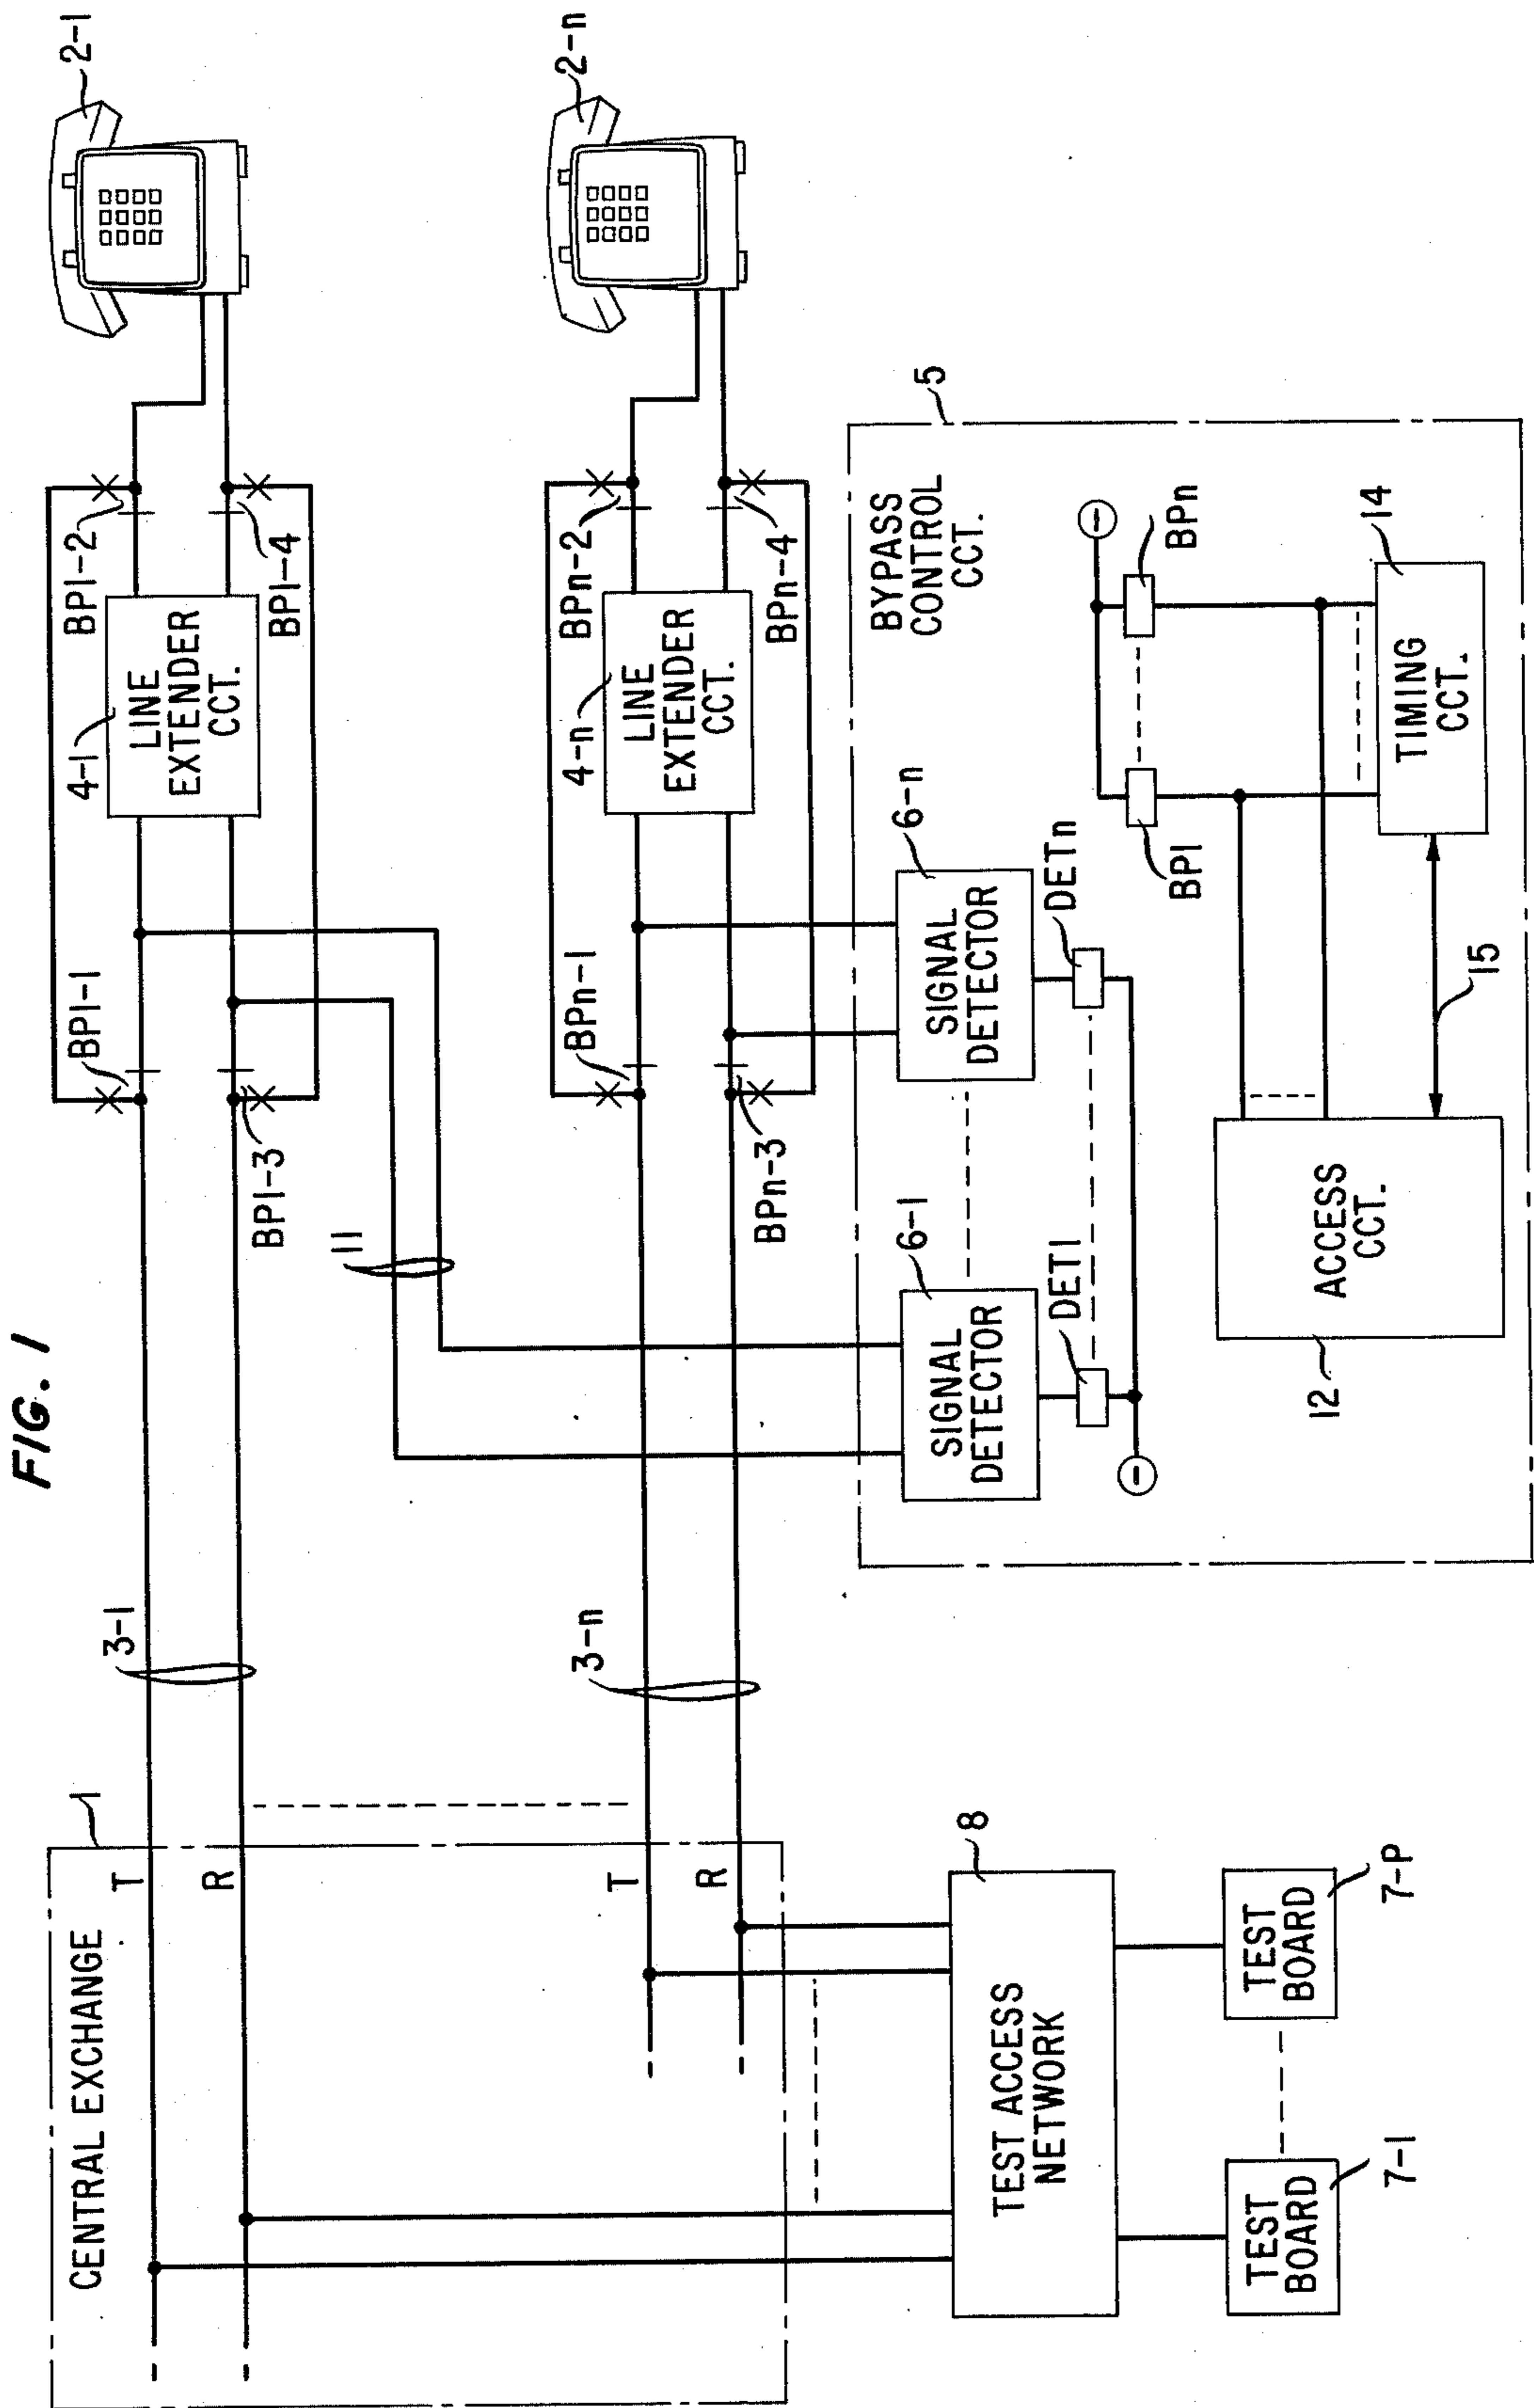 FIG. 1
CENTRAL EXCHANGE
1
T
R
3-1
BP1-1
BP1-3
4-1
LINE
EXTENDER
CCT.
BP1-2
BP1-4
2-1
11
T
R
3-n
BPn-1
BPn-3
4-n
LINE
EXTENDER
CCT.
BPn-2
BPn-4
2-n
5
BYPASS
CONTROL
CCT.
6-1
SIGNAL
DETECTOR
DET1
6-n
SIGNAL
DETECTOR
DETn
BP1
BPn
12
ACCESS
CCT.
15
TIMING
CCT.
14
8
TEST ACCESS
NETWORK
TEST
BOARD
7-1
TEST
BOARD
7-P